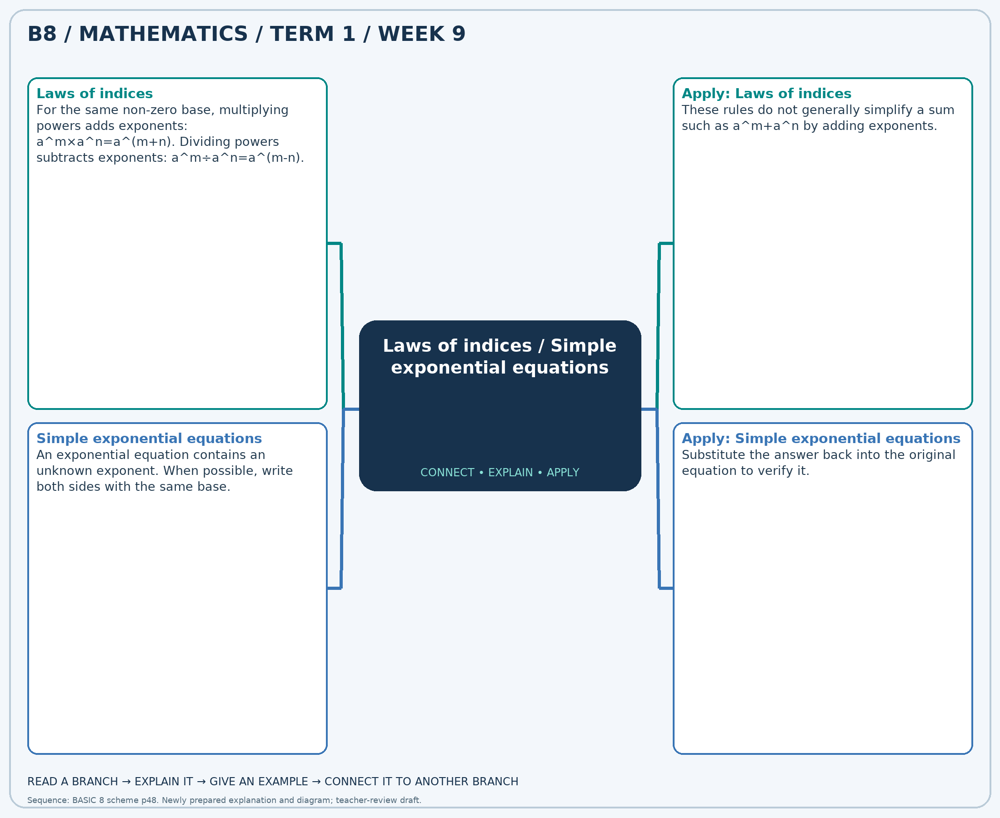 B8 / MATHEMATICS / TERM 1 / WEEK 9
Laws of indices
For the same non-zero base, multiplying
powers adds exponents:
a^m×a^n=a^(m+n). Dividing powers
subtracts exponents: a^m÷a^n=a^(m-n).
Apply: Laws of indices
These rules do not generally simplify a sum
such as a^m+a^n by adding exponents.
Laws of indices / Simple
exponential equations
CONNECT • EXPLAIN • APPLY
Simple exponential equations
An exponential equation contains an
unknown exponent. When possible, write
both sides with the same base.
Apply: Simple exponential equations
Substitute the answer back into the original
equation to verify it.
READ A BRANCH → EXPLAIN IT → GIVE AN EXAMPLE → CONNECT IT TO ANOTHER BRANCH
Sequence: BASIC 8 scheme p48. Newly prepared explanation and diagram; teacher-review draft.